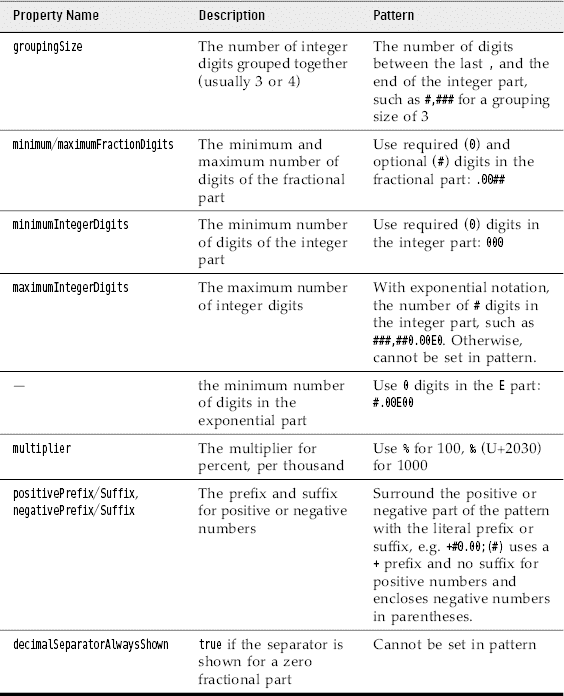 Property Name Description Pattern
groupingSize The number of integer The number of digits
digits grouped together between the last , and the
(usually 3 or 4) end of the integer part,
such as #,### for a grouping
size of 3
minimum/maximumFractionDigits The minimum and Use required (0) and
maximum number of optional (#) digits in the
digits of the fractional fractional part: .00##
part
minimumIntegerDigits The minimum number Use required (0) digits in
of digits of the integer the integer part: 000
part
maximumIntegerDigits The maximum number With exponential notation,
of integer digits the number of # digits in
the integer part, such as
###,##0.00E0. Otherwise,
cannot be set in pattern.
— the minimum number Use 0 digits in the E part:
of digits in the #.00E00
exponential part
multiplier The multiplier for Use % for 100, ‰ (U+2030)
percent, per thousand for 1000
positivePrefix/Suffix, The prefix and suffix Surround the positive or
negativePrefix/Suffix for positive or negative negative part of the pattern
numbers with the literal prefix or
suffix, e.g. +#0.00;(#) uses a
+ prefix and no suffix for
positive numbers and
encloses negative numbers
in parentheses.
decimalSeparatorAlwaysShown true if the separator is Cannot be set in pattern
shown for a zero
fractional part